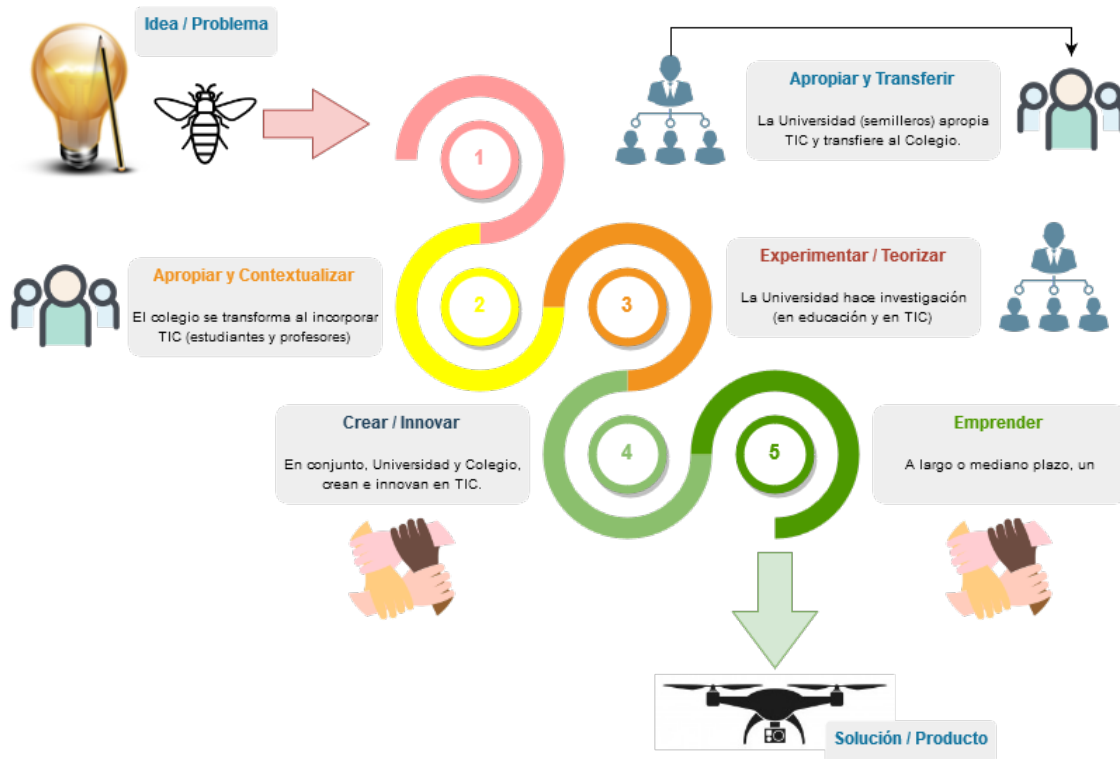 Idea / Problema
1
Apropiar y Transferir
La Universidad (semilleros) apropia
TIC y transfiere al Colegio.
Apropiar y Contextualizar
El colegio se transforma al incorporar
TIC (estudiantes y profesores)
2
3
Experimentar / Teorizar
La Universidad hace investigación
(en educación y en TIC)
Crear / Innovar
En conjunto, Universidad y Colegio,
crean e innovan en TIC.
4
5
Emprender
A largo o mediano plazo, un
Solución / Producto